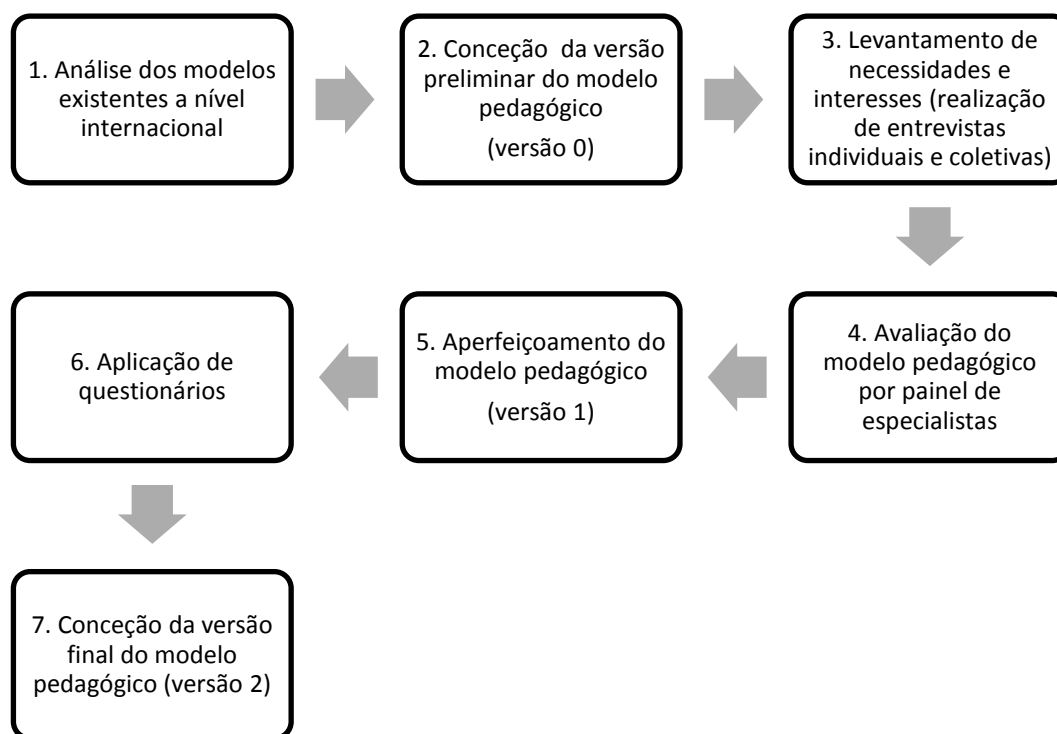 1. Análise dos modelos
existentes a nível
internacional
2. Conceção da versão
preliminar do modelo
pedagógico
(versão 0)
3. Levantamento de
necessidades e
interesses (realização
de entrevistas
individuais e coletivas)
4. Avaliação do
modelo pedagógico
por painel de
especialistas
5. Aperfeiçoamento do
modelo pedagógico
(versão 1)
6. Aplicação de
questionários
7. Conceção da versão
final do modelo
pedagógico (versão 2)